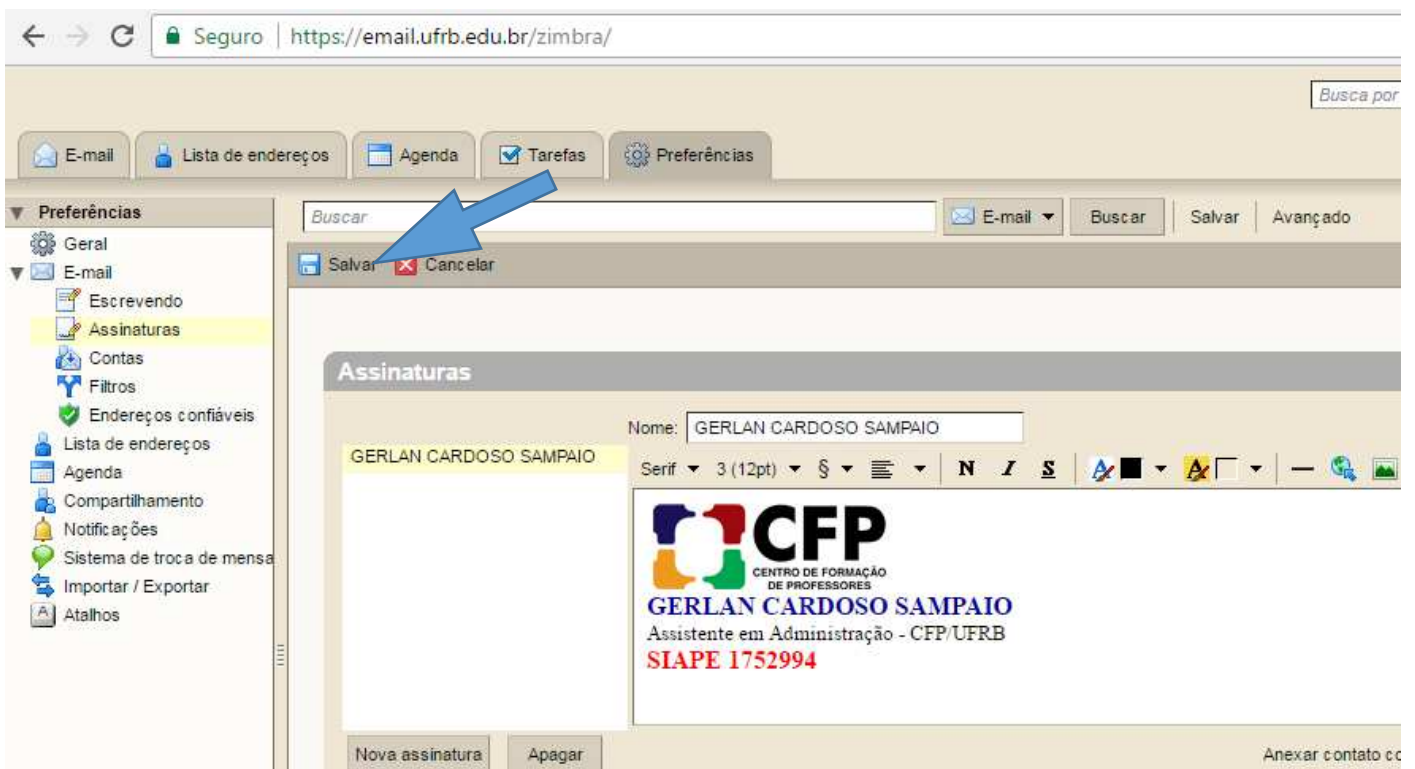 Seguro | https://email.ufrb.edu.br/zimbra/
Busca por
E-mail Lista de endereços Agenda Tarefas Preferências
Preferências
Buscar E-mail Buscar Salvar Avançado
Geral
Salvar Cancelar
E-mail
Escrevendo
Assinaturas
Contas
Filtros
Endereços confiáveis
Lista de endereços
Agenda
Compartilhamento
Notificações
Sistema de troca de mensa
Importar / Exportar
Atalhos
Assinaturas
Nome: GERLAN CARDOSO SAMPAIO
GERLAN CARDOSO SAMPAIO
Serif 3 (12pt) § N I S
CFP
CENTRO DE FORMAÇÃO
DE PROFESSORES
GERLAN CARDOSO SAMPAIO
Assistente em Administração - CFP/UFRB
SIAPE 1752994
Nova assinatura Apagar
Anexar contato co